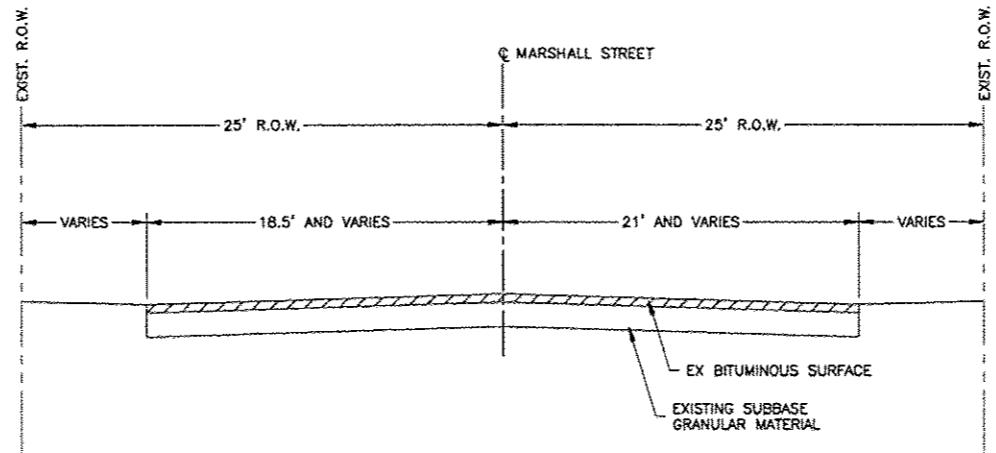 EXIST. R.O.W.
EXIST. R.O.W.
℄ MARSHALL STREET
25' R.O.W.
25' R.O.W.
VARIES
18.5' AND VARIES
21' AND VARIES
VARIES
EX BITUMINOUS SURFACE
EXISTING SUBBASE
GRANULAR MATERIAL